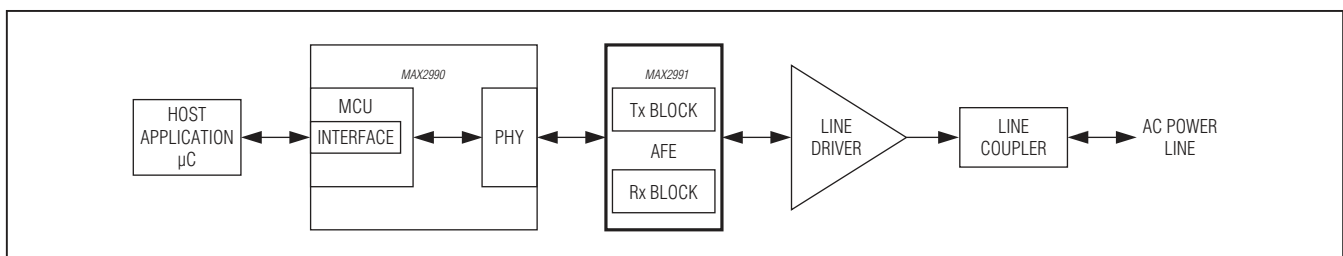 HOST
APPLICATION
µC
MAX2990
MCU
INTERFACE
PHY
MAX2991
Tx BLOCK
AFE
Rx BLOCK
LINE
DRIVER
LINE
COUPLER
AC POWER
LINE